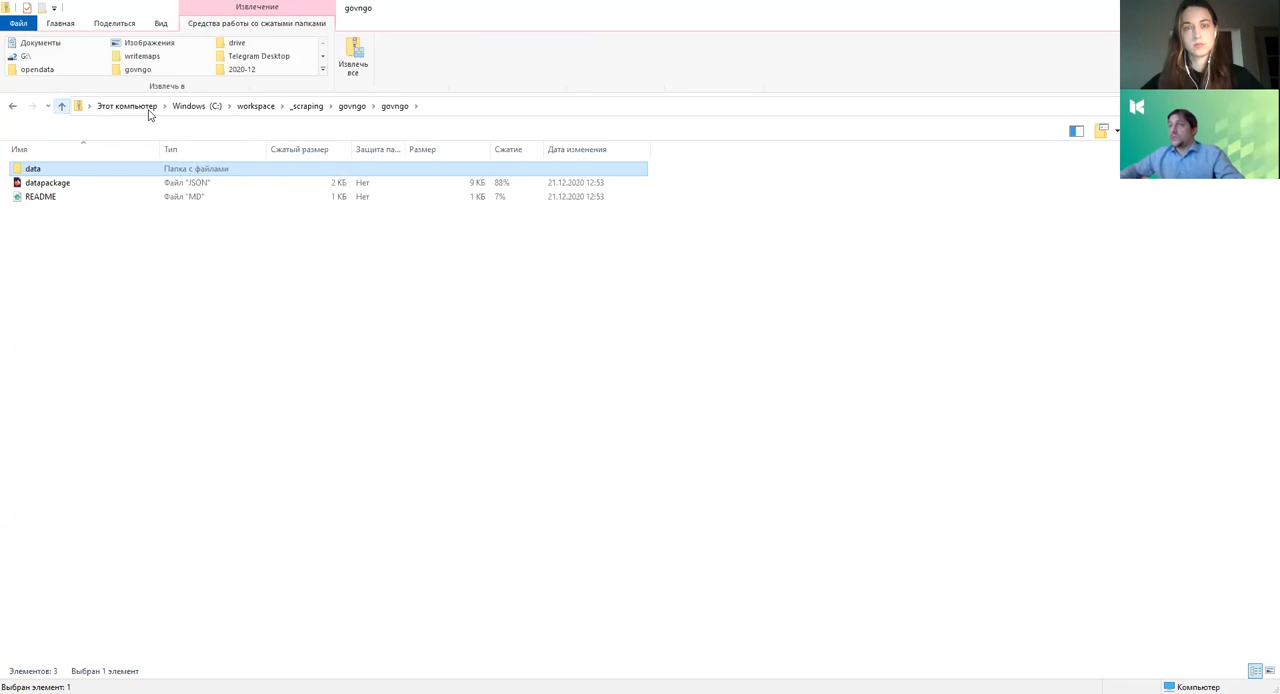 Извлечение
govngo
Файл
Главная
Поделиться
Вид
Средства работы со сжатыми папками
Документы
Изображения
drive
G:\
writemaps
Telegram Desktop
opendata
govngo
2020-12
Извлечь все
Извлечь в
Этот компьютер > Windows (C:) > workspace > _scraping > govngo > govngo >
Имя Тип Сжатый размер Защита па... Размер Сжатие Дата изменения
data Папка с файлами
datapackage Файл "JSON" 2 КБ Нет 9 КБ 88% 21.12.2020 12:53
README Файл "MD" 1 КБ Нет 1 КБ 7% 21.12.2020 12:53
Элементов: 3 Выбран 1 элемент
Выбран элемент: 1
Компьютер